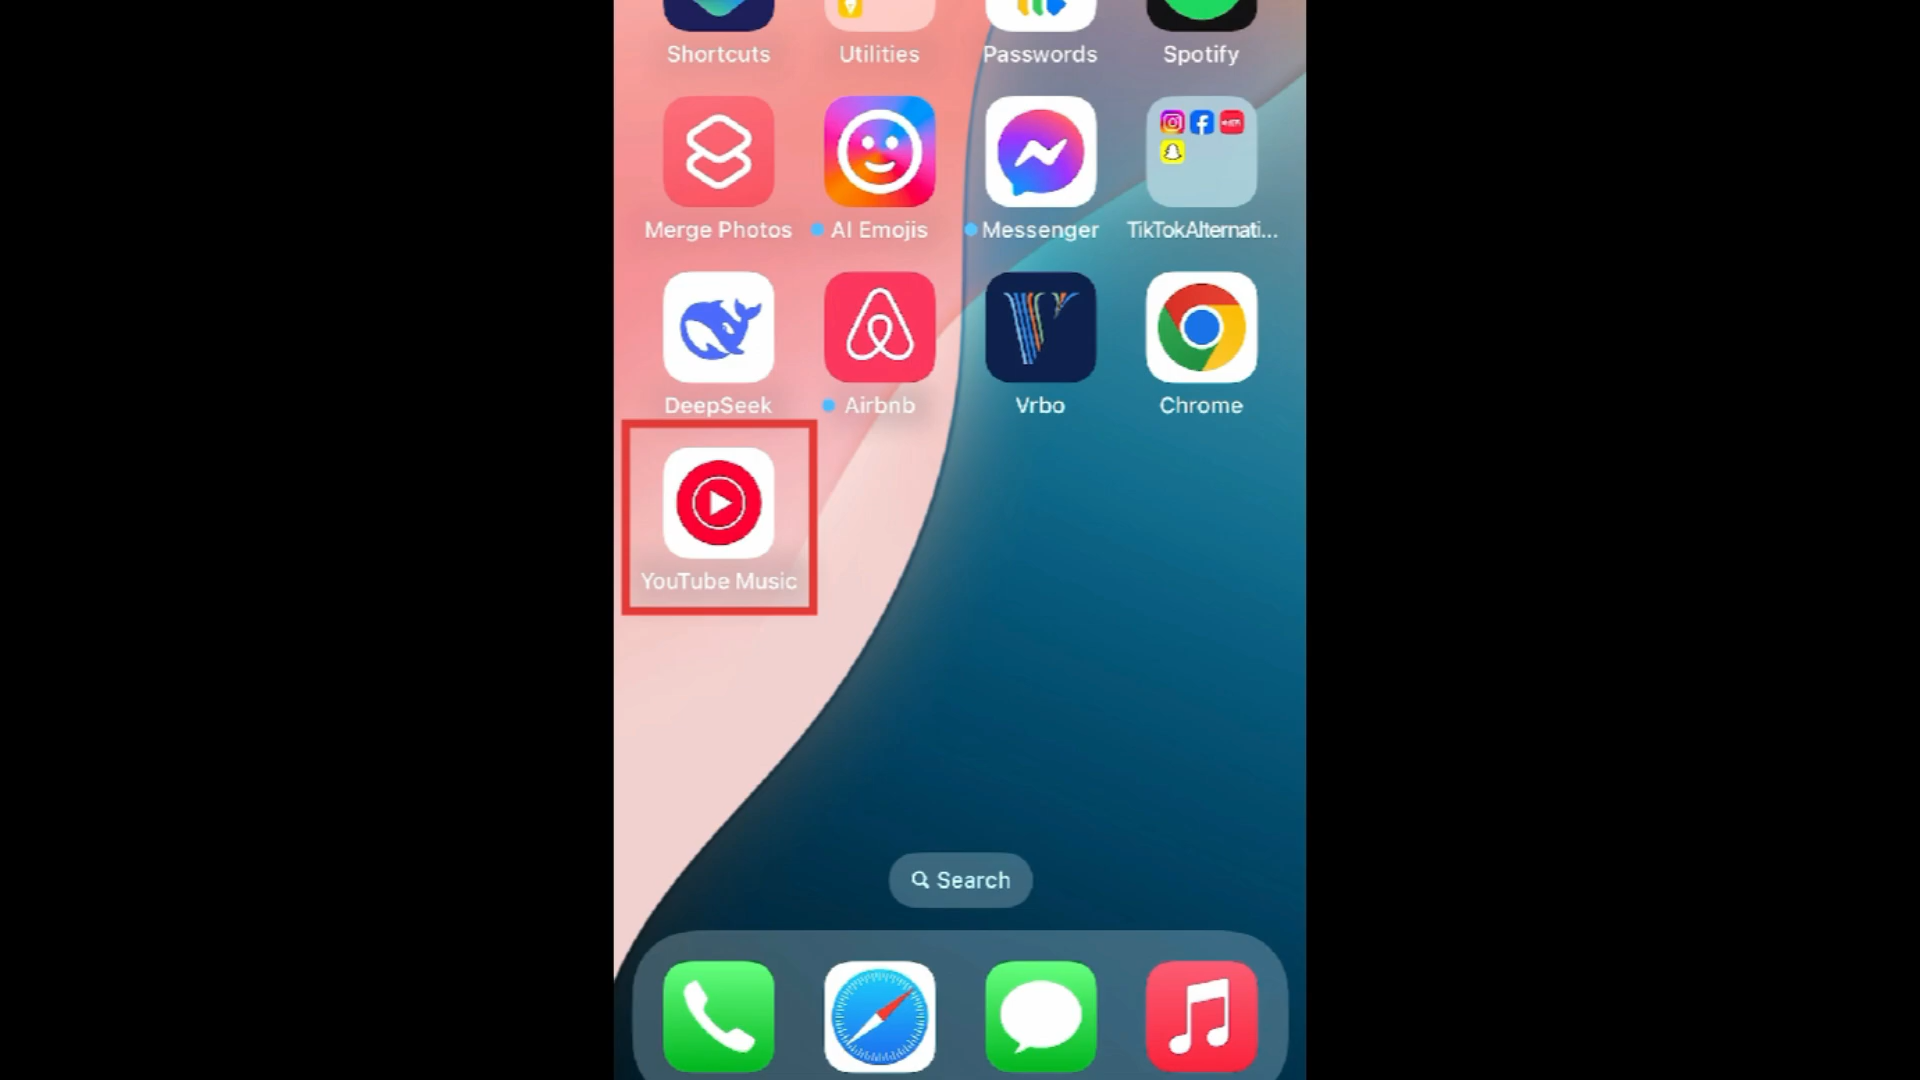 Shortcuts Utilities Passwords Spotify
Merge Photos AI Emojis Messenger TikTokAlternati...
DeepSeek Airbnb Vrbo Chrome
YouTube Music
Search